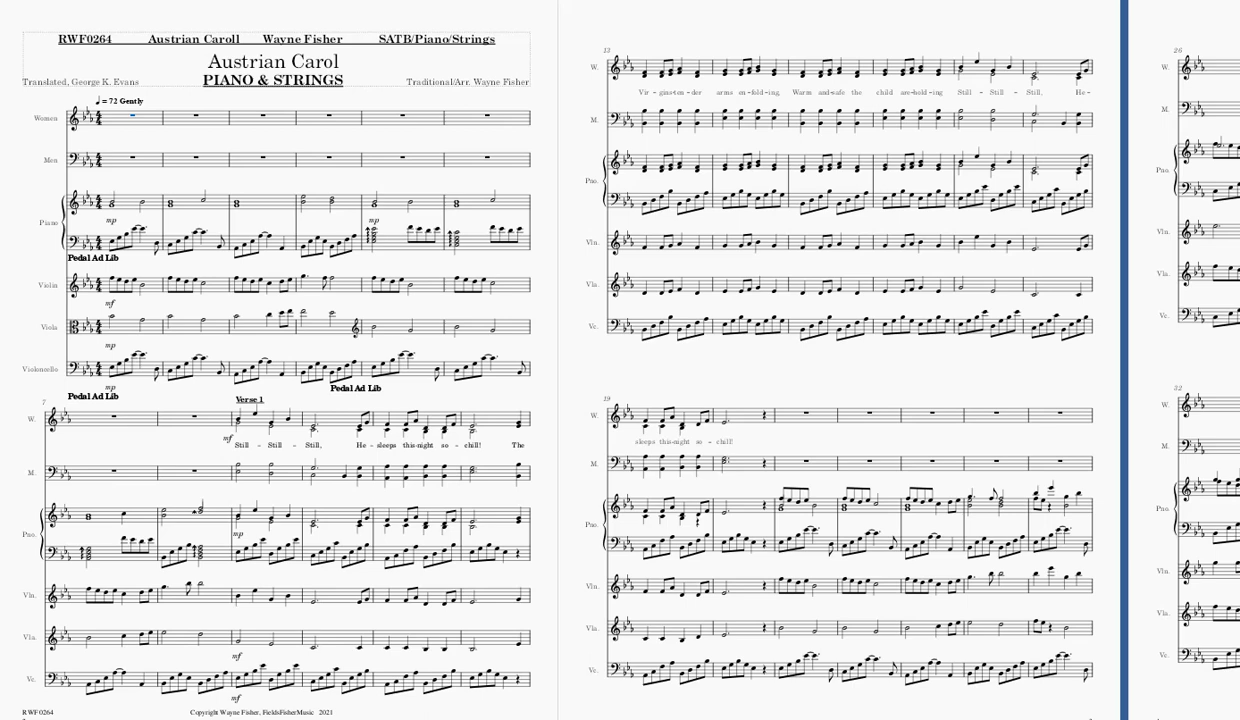 RWF0264 Austrian Caroll Wayne Fisher SATB/Piano/Strings
Austrian Carol
Translated, George K. Evans PIANO & STRINGS Traditional/Arr. Wayne Fisher
= 72 Gently
Women
Men
Piano
mp mp
Pedal Ad Lib
Violin
mf
Viola
mp
Violoncello
mp
Pedal Ad Lib Pedal Ad Lib
7 Verse 1
W.
mf
Still - Still - Still, He - sleeps this-night so - chill! The
M.
Pno.
mp
Vln.
Vla.
mf
Vc.
mf
RWF0264 Copyright Wayne Fisher, FieldsFisherMusic 2021
13
W.
Vir - gins-ten - der arms en-fold-ing, Warm and-safe the child are-hold-ing Still - Still - Still, He -
M.
Pno.
Vln.
Vla.
Vc.
19
W.
sleeps this-night so - chill!
M.
Pno.
Vln.
Vla.
Vc.
26
W.
M.
Pno.
Vln.
Vla.
Vc.
32
W.
M.
Pno.
Vln.
Vla.
Vc.